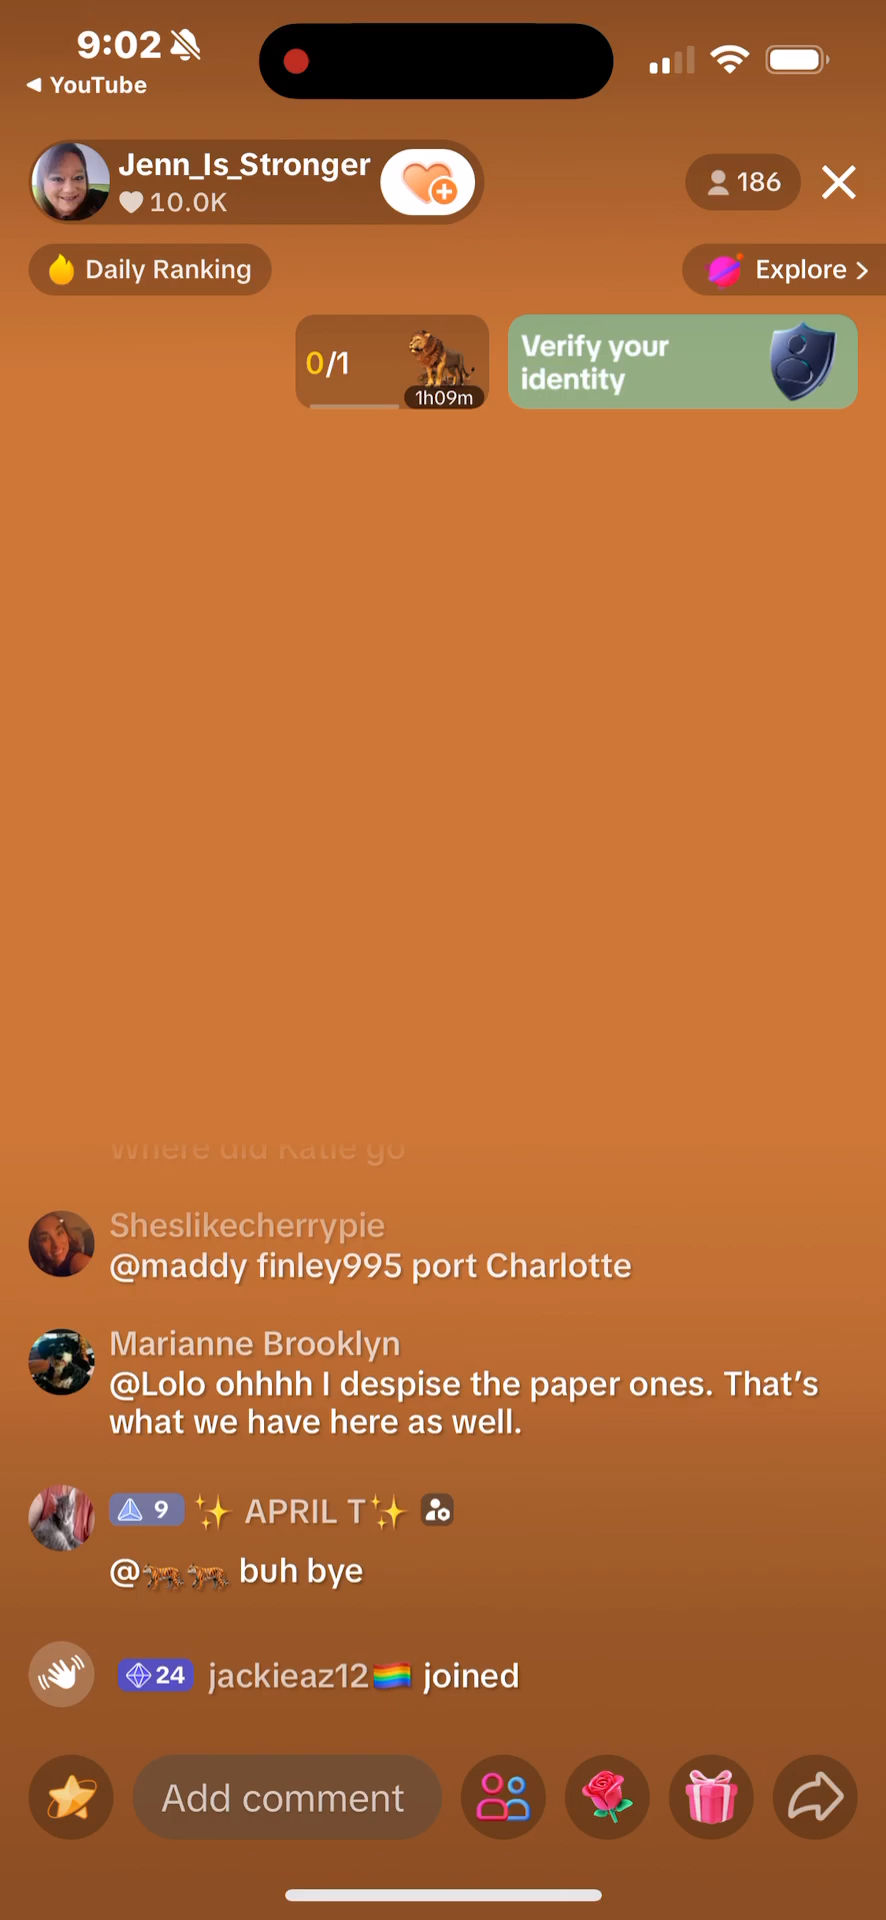 9:02
YouTube
Jenn_Is_Stronger
10.0K
186
Daily Ranking
Explore >
0/1
1h09m
Verify your
identity
Where did Katie go
Sheslikecherrypie
@maddy finley995 port Charlotte
Marianne Brooklyn
@Lolo ohhhh I despise the paper ones. That’s
what we have here as well.
9 ✨ APRIL T✨
@🐅🐅 buh bye
24 jackieaz12🏳️‍🌈 joined
Add comment